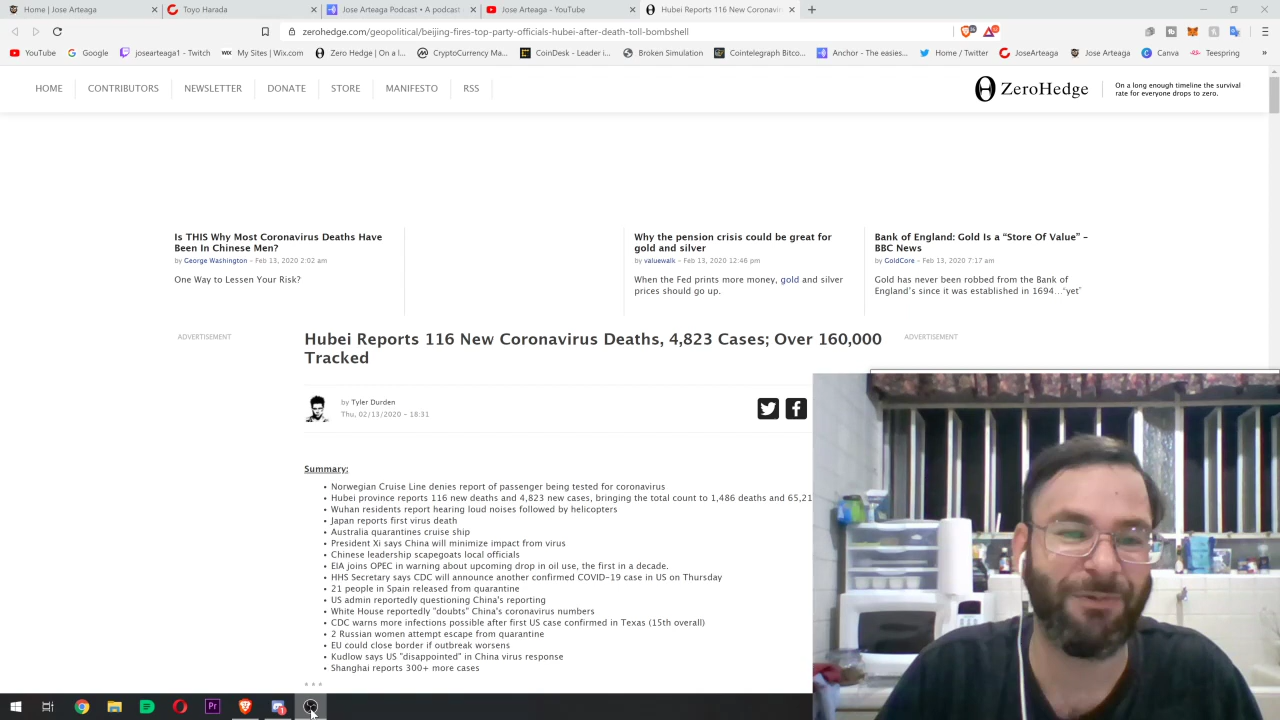 Home | Jose Arteaga
Toyo Harada
Jose Arteaga Podcast • A podcast
Jose Arteaga - YouTube
Hubei Reports 116 New Coronavir
zerohedge.com/geopolitical/beijing-fires-top-party-officials-hubei-after-death-toll-bombshell
YouTube
Google
josearteaga1 - Twitch
WIX
My Sites | Wix.com
Zero Hedge | On a l...
CryptoCurrency Ma...
CoinDesk - Leader i...
Bitcoin Exchange | ...
Cointelegraph Bitco...
Anchor - The easies...
Home / Twitter
JoseArteaga
Jose Arteaga
Canva
Teespring
»
HOME
CONTRIBUTORS
NEWSLETTER
DONATE
STORE
MANIFESTO
RSS
ZeroHedge
On a long enough timeline the survival
rate for everyone drops to zero.
Is THIS Why Most Coronavirus Deaths Have
Been In Chinese Men?
by George Washington - Feb 13, 2020 2:02 am
One Way to Lessen Your Risk?
Why the pension crisis could be great for
gold and silver
by valuewalk - Feb 13, 2020 12:46 pm
When the Fed prints more money, gold and silver
prices should go up.
Bank of England: Gold Is a “Store Of Value” –
BBC News
by GoldCore - Feb 13, 2020 7:17 am
Gold has never been robbed from the Bank of
England’s since it was established in 1694...‘yet’
ADVERTISEMENT
Hubei Reports 116 New Coronavirus Deaths, 4,823 Cases; Over 160,000
Tracked
ADVERTISEMENT
by Tyler Durden
Thu, 02/13/2020 - 18:31
Summary:
• Norwegian Cruise Line denies report of passenger being tested for coronavirus
• Hubei province reports 116 new deaths and 4,823 new cases, bringing the total count to 1,486 deaths and 65,21
• Wuhan residents report hearing loud noises followed by helicopters
• Japan reports first virus death
• Australia quarantines cruise ship
• President Xi says China will minimize impact from virus
• Chinese leadership scapegoats local officials
• EIA joins OPEC in warning about upcoming drop in oil use, the first in a decade.
• HHS Secretary says CDC will announce another confirmed COVID-19 case in US on Thursday
• 21 people in Spain released from quarantine
• US admin reportedly questioning China's reporting
• White House reportedly "doubts" China's coronavirus numbers
• CDC warns more infections possible after first US case confirmed in Texas (15th overall)
• 2 Russian women attempt escape from quarantine
• EU could close border if outbreak worsens
• Kudlow says US "disappointed" in China virus response
• Shanghai reports 300+ more cases
* * *
Pr